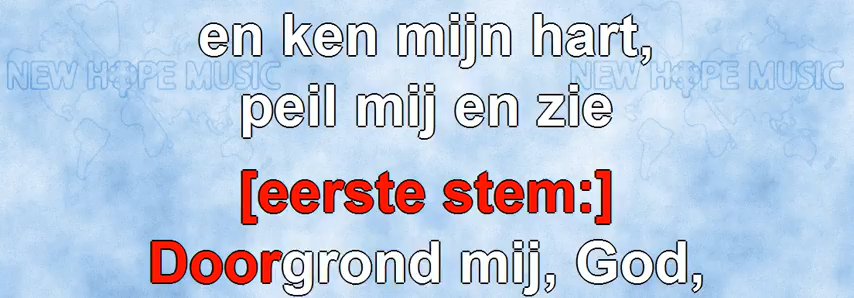 en ken mijn hart,
NEW HOPE MUSIC NEW HOPE MUSIC
peil mij en zie
[eerste stem:]
Doorgrond mij, God,